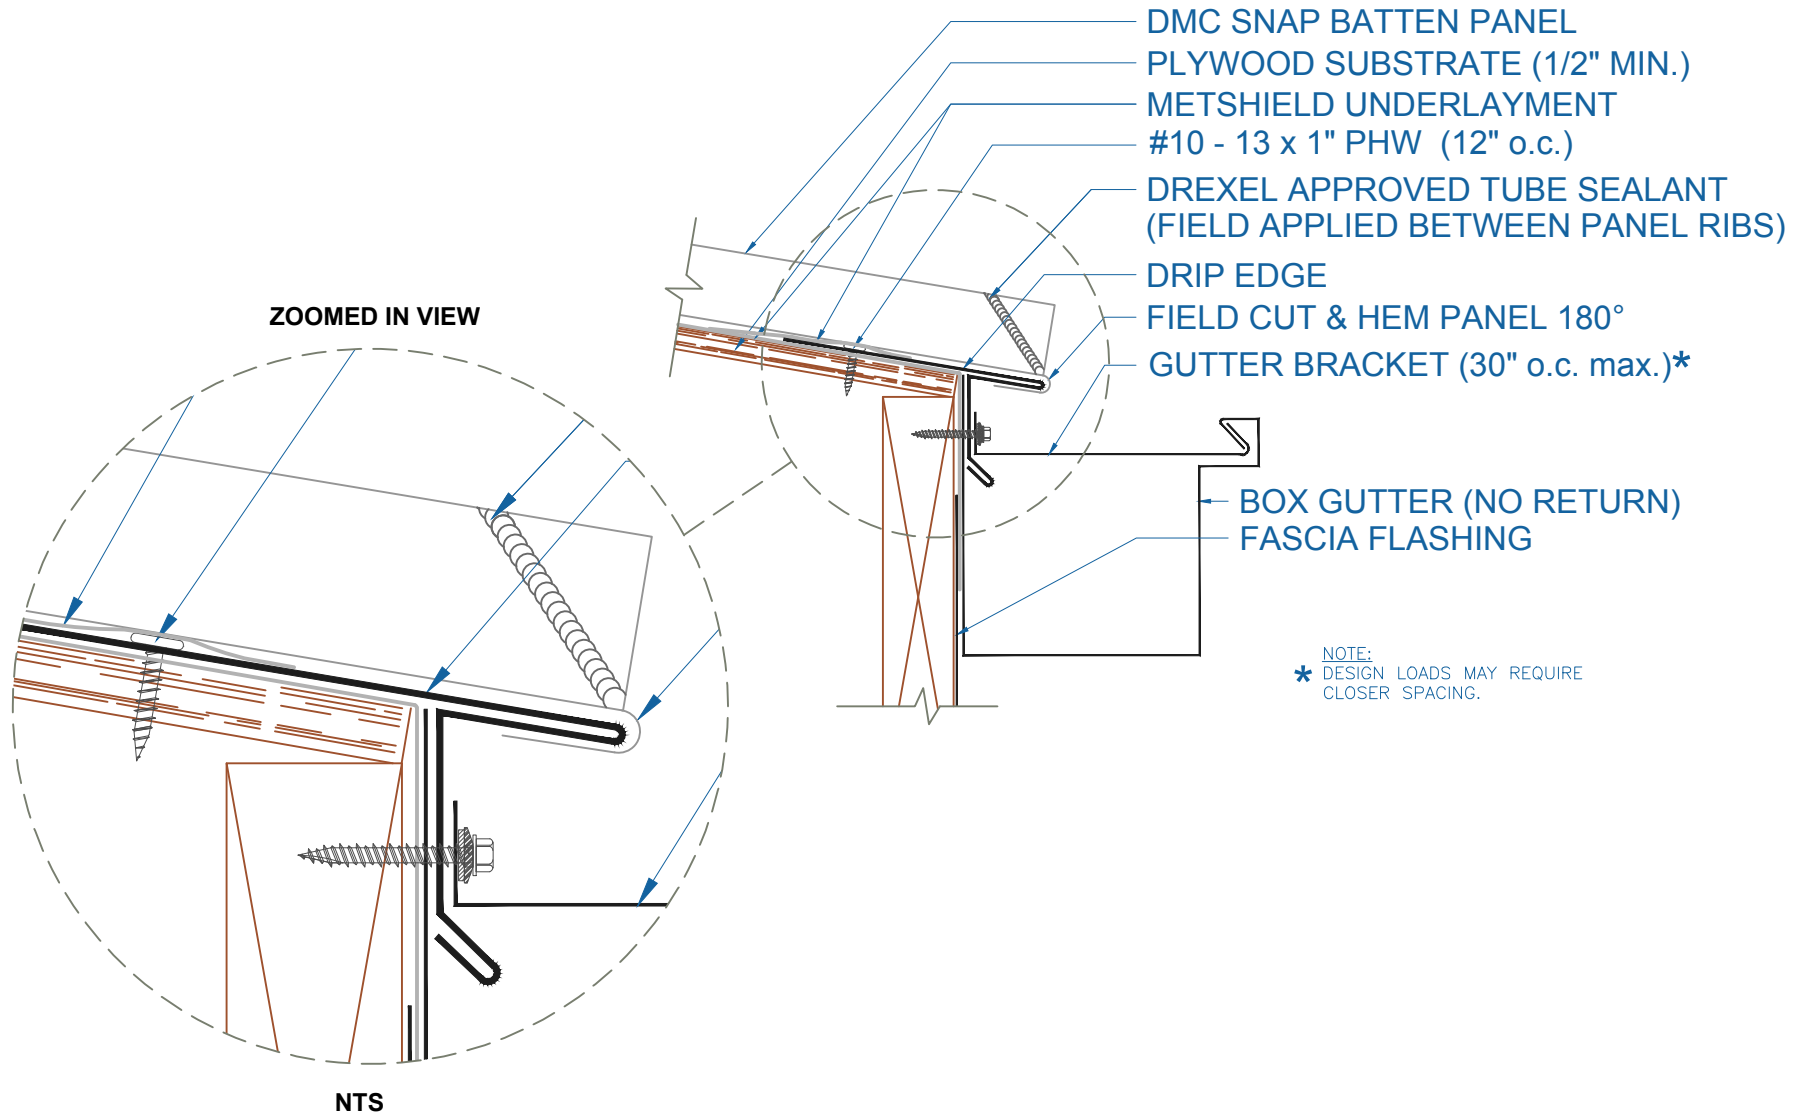 DMC SNAP BATTEN PANEL
PLYWOOD SUBSTRATE (1/2" MIN.)
METSHIELD UNDERLAYMENT
#10 - 13 x 1" PHW (12" o.c.)
DREXEL APPROVED TUBE SEALANT
(FIELD APPLIED BETWEEN PANEL RIBS)
DRIP EDGE
FIELD CUT & HEM PANEL 180°
GUTTER BRACKET (30" o.c. max.)*
BOX GUTTER (NO RETURN)
FASCIA FLASHING
NOTE:
* DESIGN LOADS MAY REQUIRE
CLOSER SPACING.
ZOOMED IN VIEW
NTS